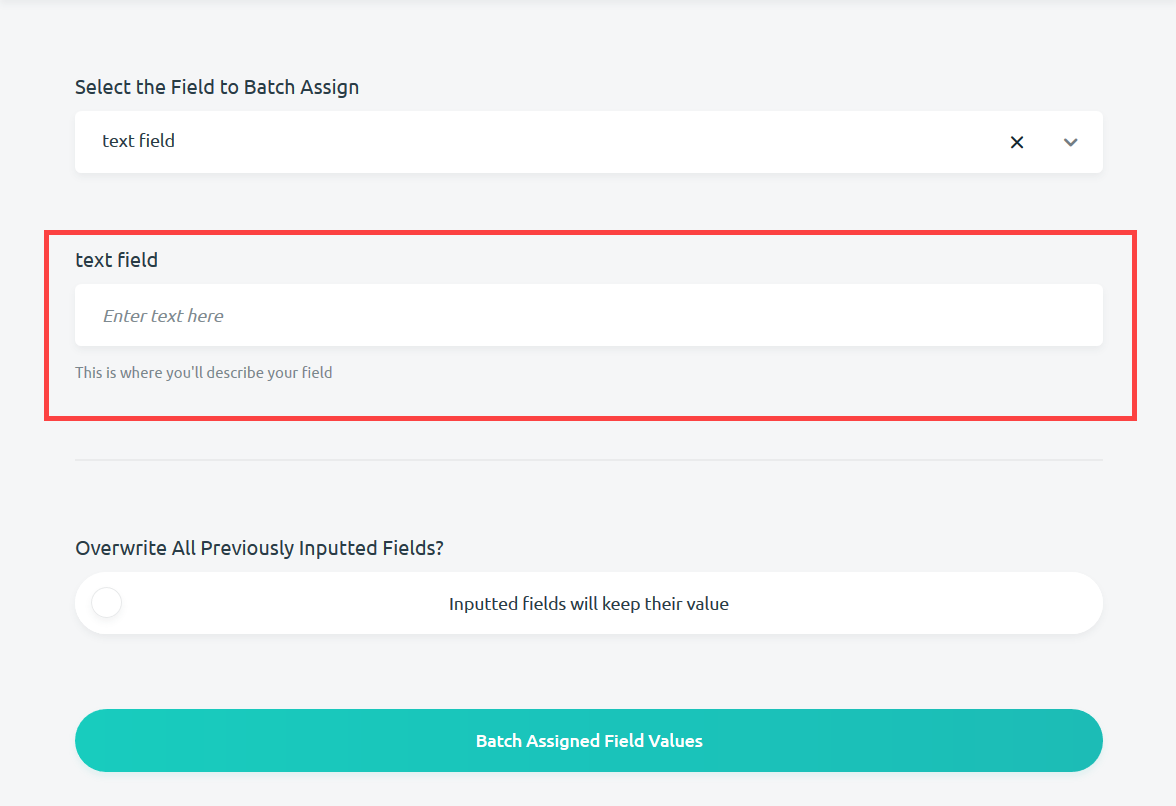 Select the Field to Batch Assign
text field
text field
Enter text here
This is where you'll describe your field
Overwrite All Previously Inputted Fields?
Inputted fields will keep their value
Batch Assigned Field Values